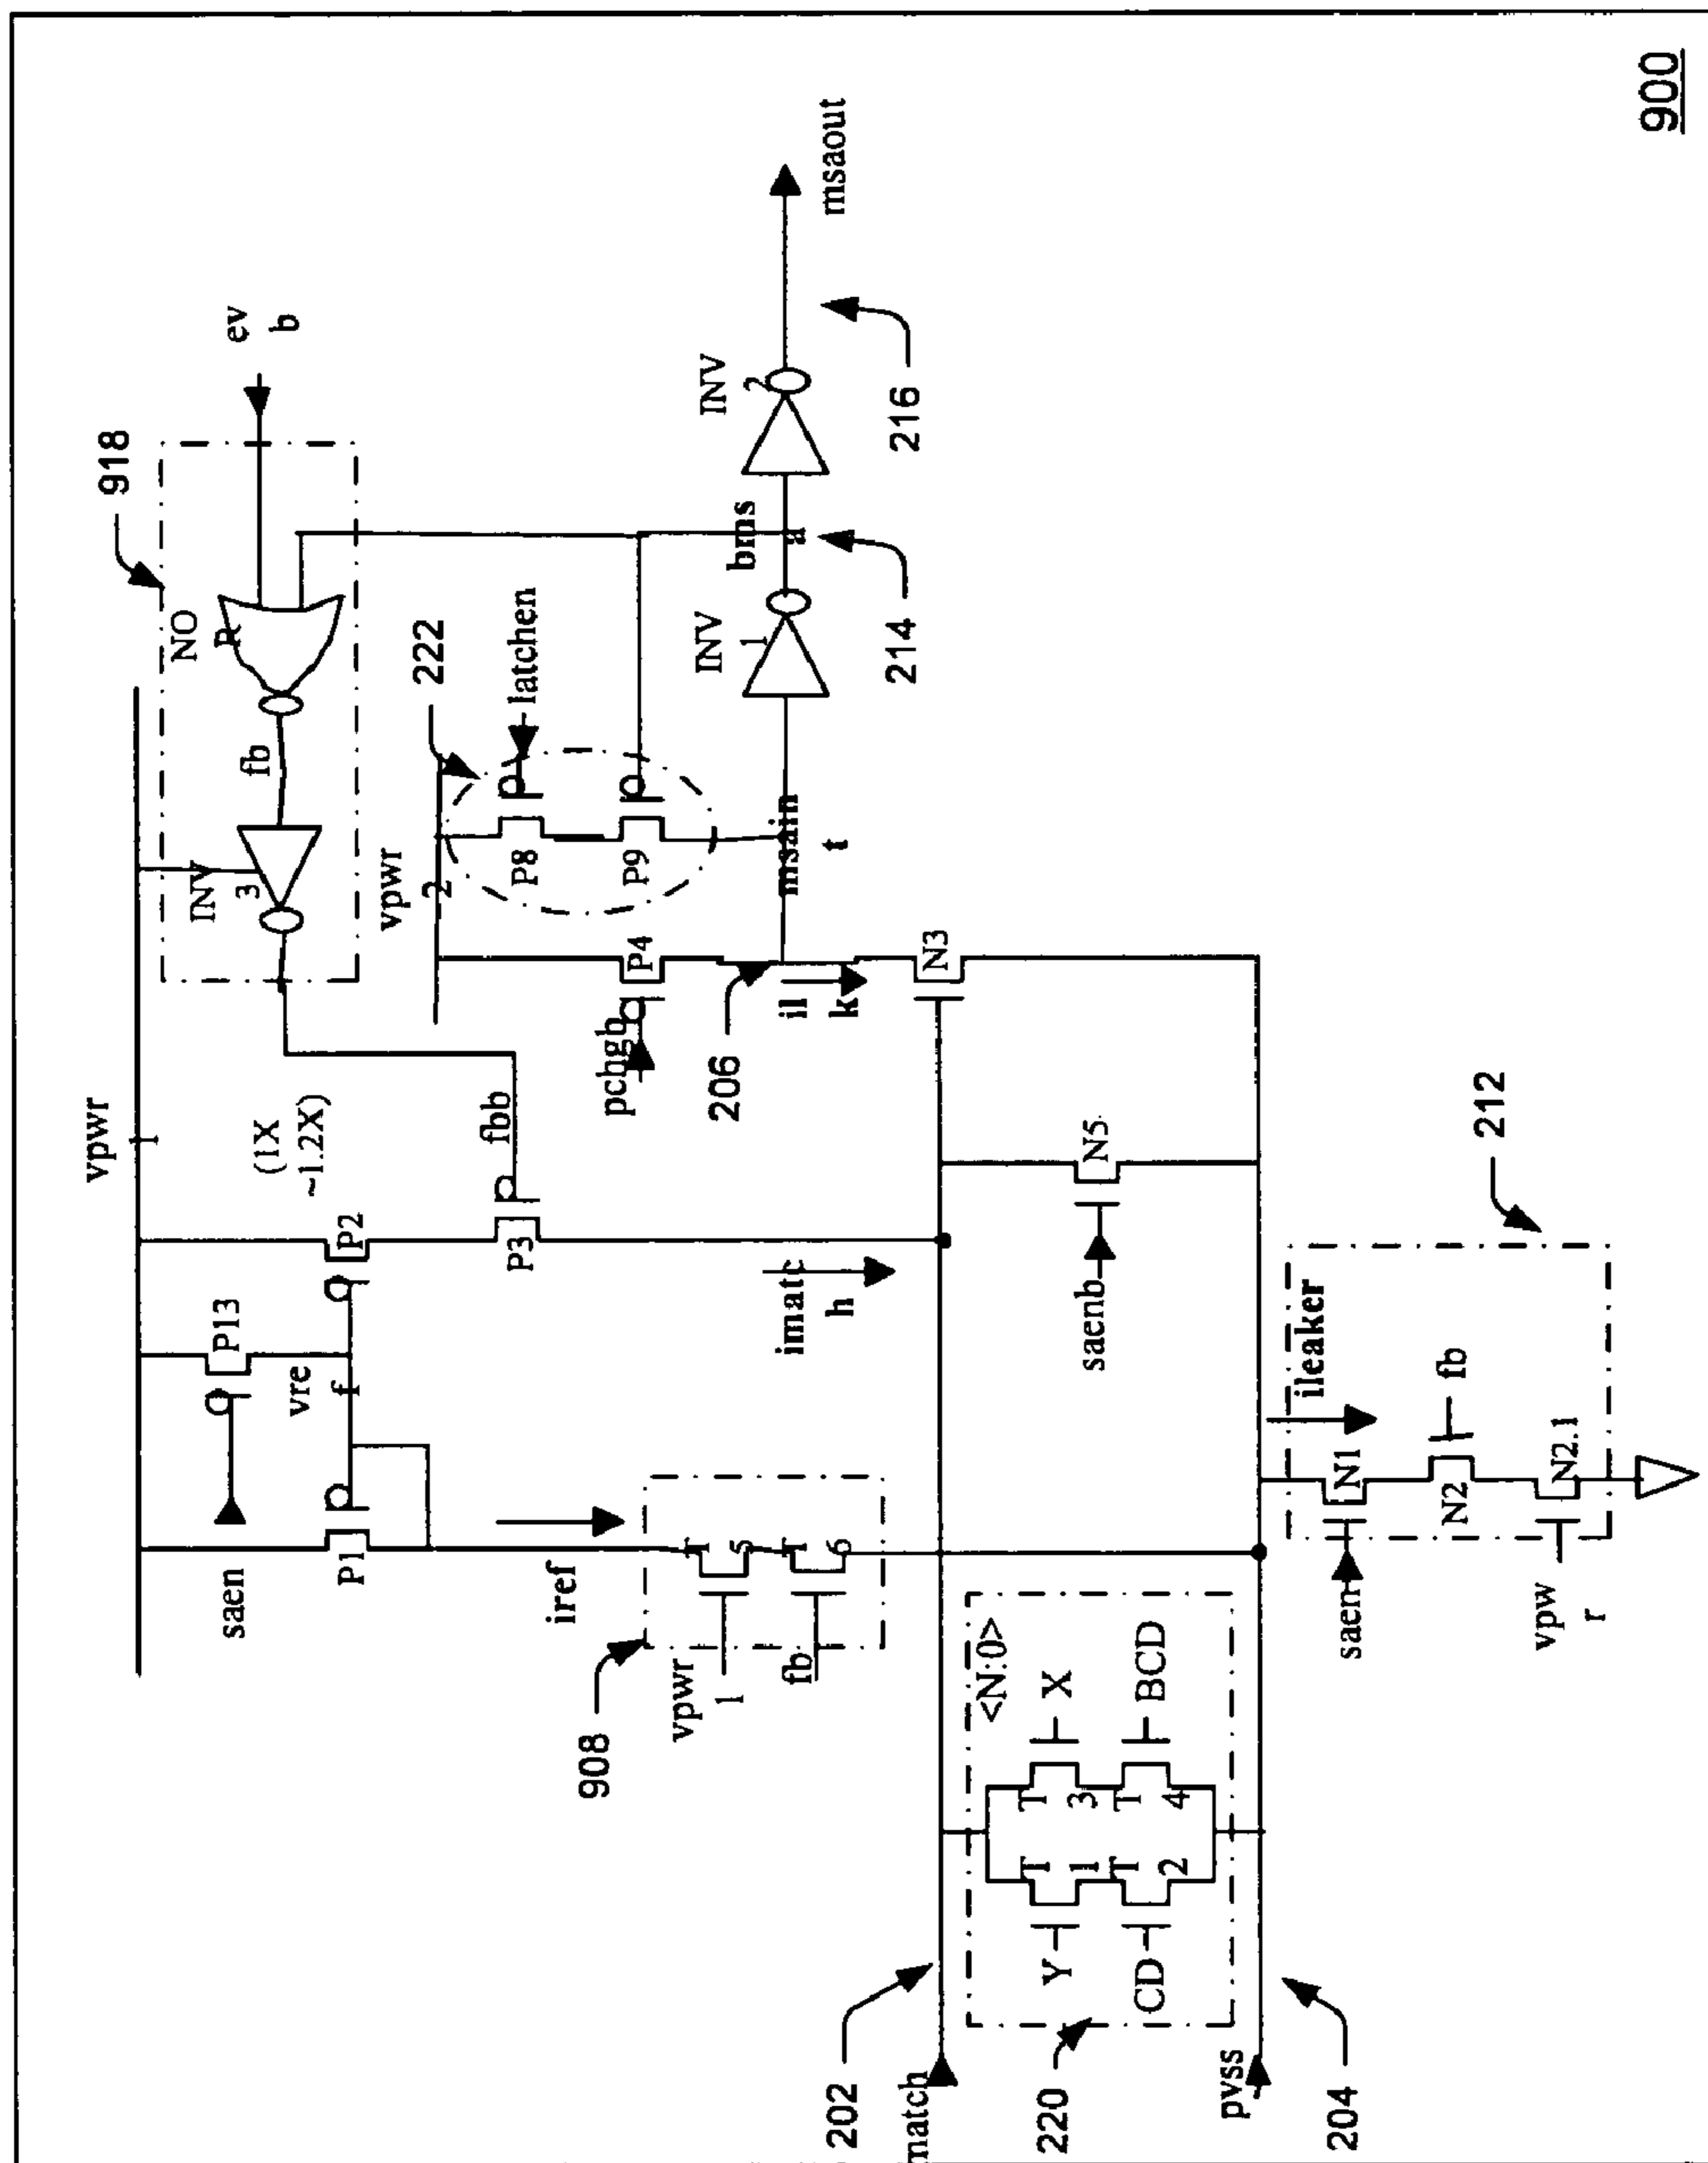 900
918
ev
b
NO
R
fb
INV
3
vpwr
1
(1X
~1.2X)
fbb
222
latchen
vpwr
2
P8
P9
P4
pchgb
206
il
k
msain
t
INV
1
bms
a
214
INV
2
216
msaout
N3
P13
saen
vre
f
P2
P3
P1
imatc
h
iref
908
vpwr
1
fb
T
5
T
6
N5
saenb
212
ileaker
N1
saen
fb
N2
N2.1
vpw
r
202
match
<N:0>
X
BCD
T
3
T
4
T
1
T
2
Y
CD
220
pvss
204